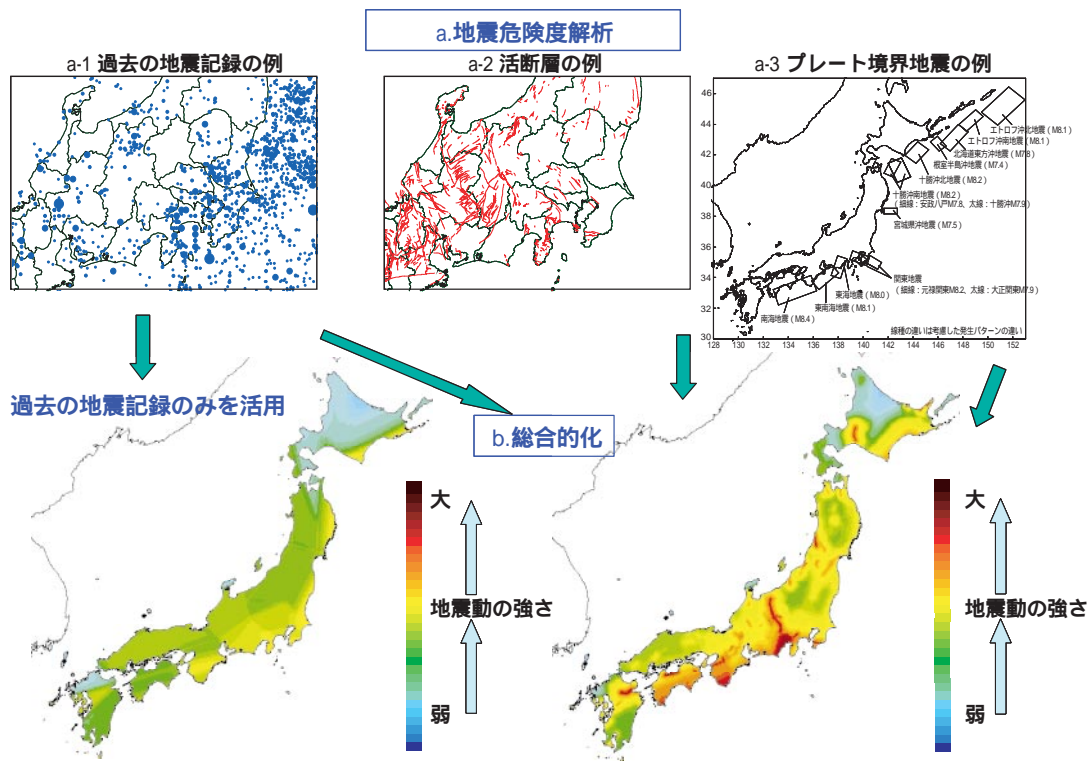 a.地震危険度解析
a-1 過去の地震記録の例
a-2 活断層の例
a-3 プレート境界地震の例
46
44
42
40
38
36
34
32
30
128 130 132 134 136 138 140 142 144 146 148 150 152
エトロフ沖北地震(M8.1)
エトロフ沖南地震(M8.1)
北海道東方沖地震(M7.8)
根室半島沖地震(M7.4)
十勝沖北地震(M8.2)
十勝沖南地震(M8.2)
(細線:安政八戸M7.8、太線:十勝沖M7.9)
宮城県沖地震(M7.5)
関東地震
(細線:元禄関東M8.2、太線:大正関東M7.9)
東海地震(M8.0)
東南海地震(M8.1)
南海地震(M8.4)
線種の違いは考慮した発生パターンの違い
過去の地震記録のみを活用
b.総合的化
大
地震動の強さ
弱
大
地震動の強さ
弱